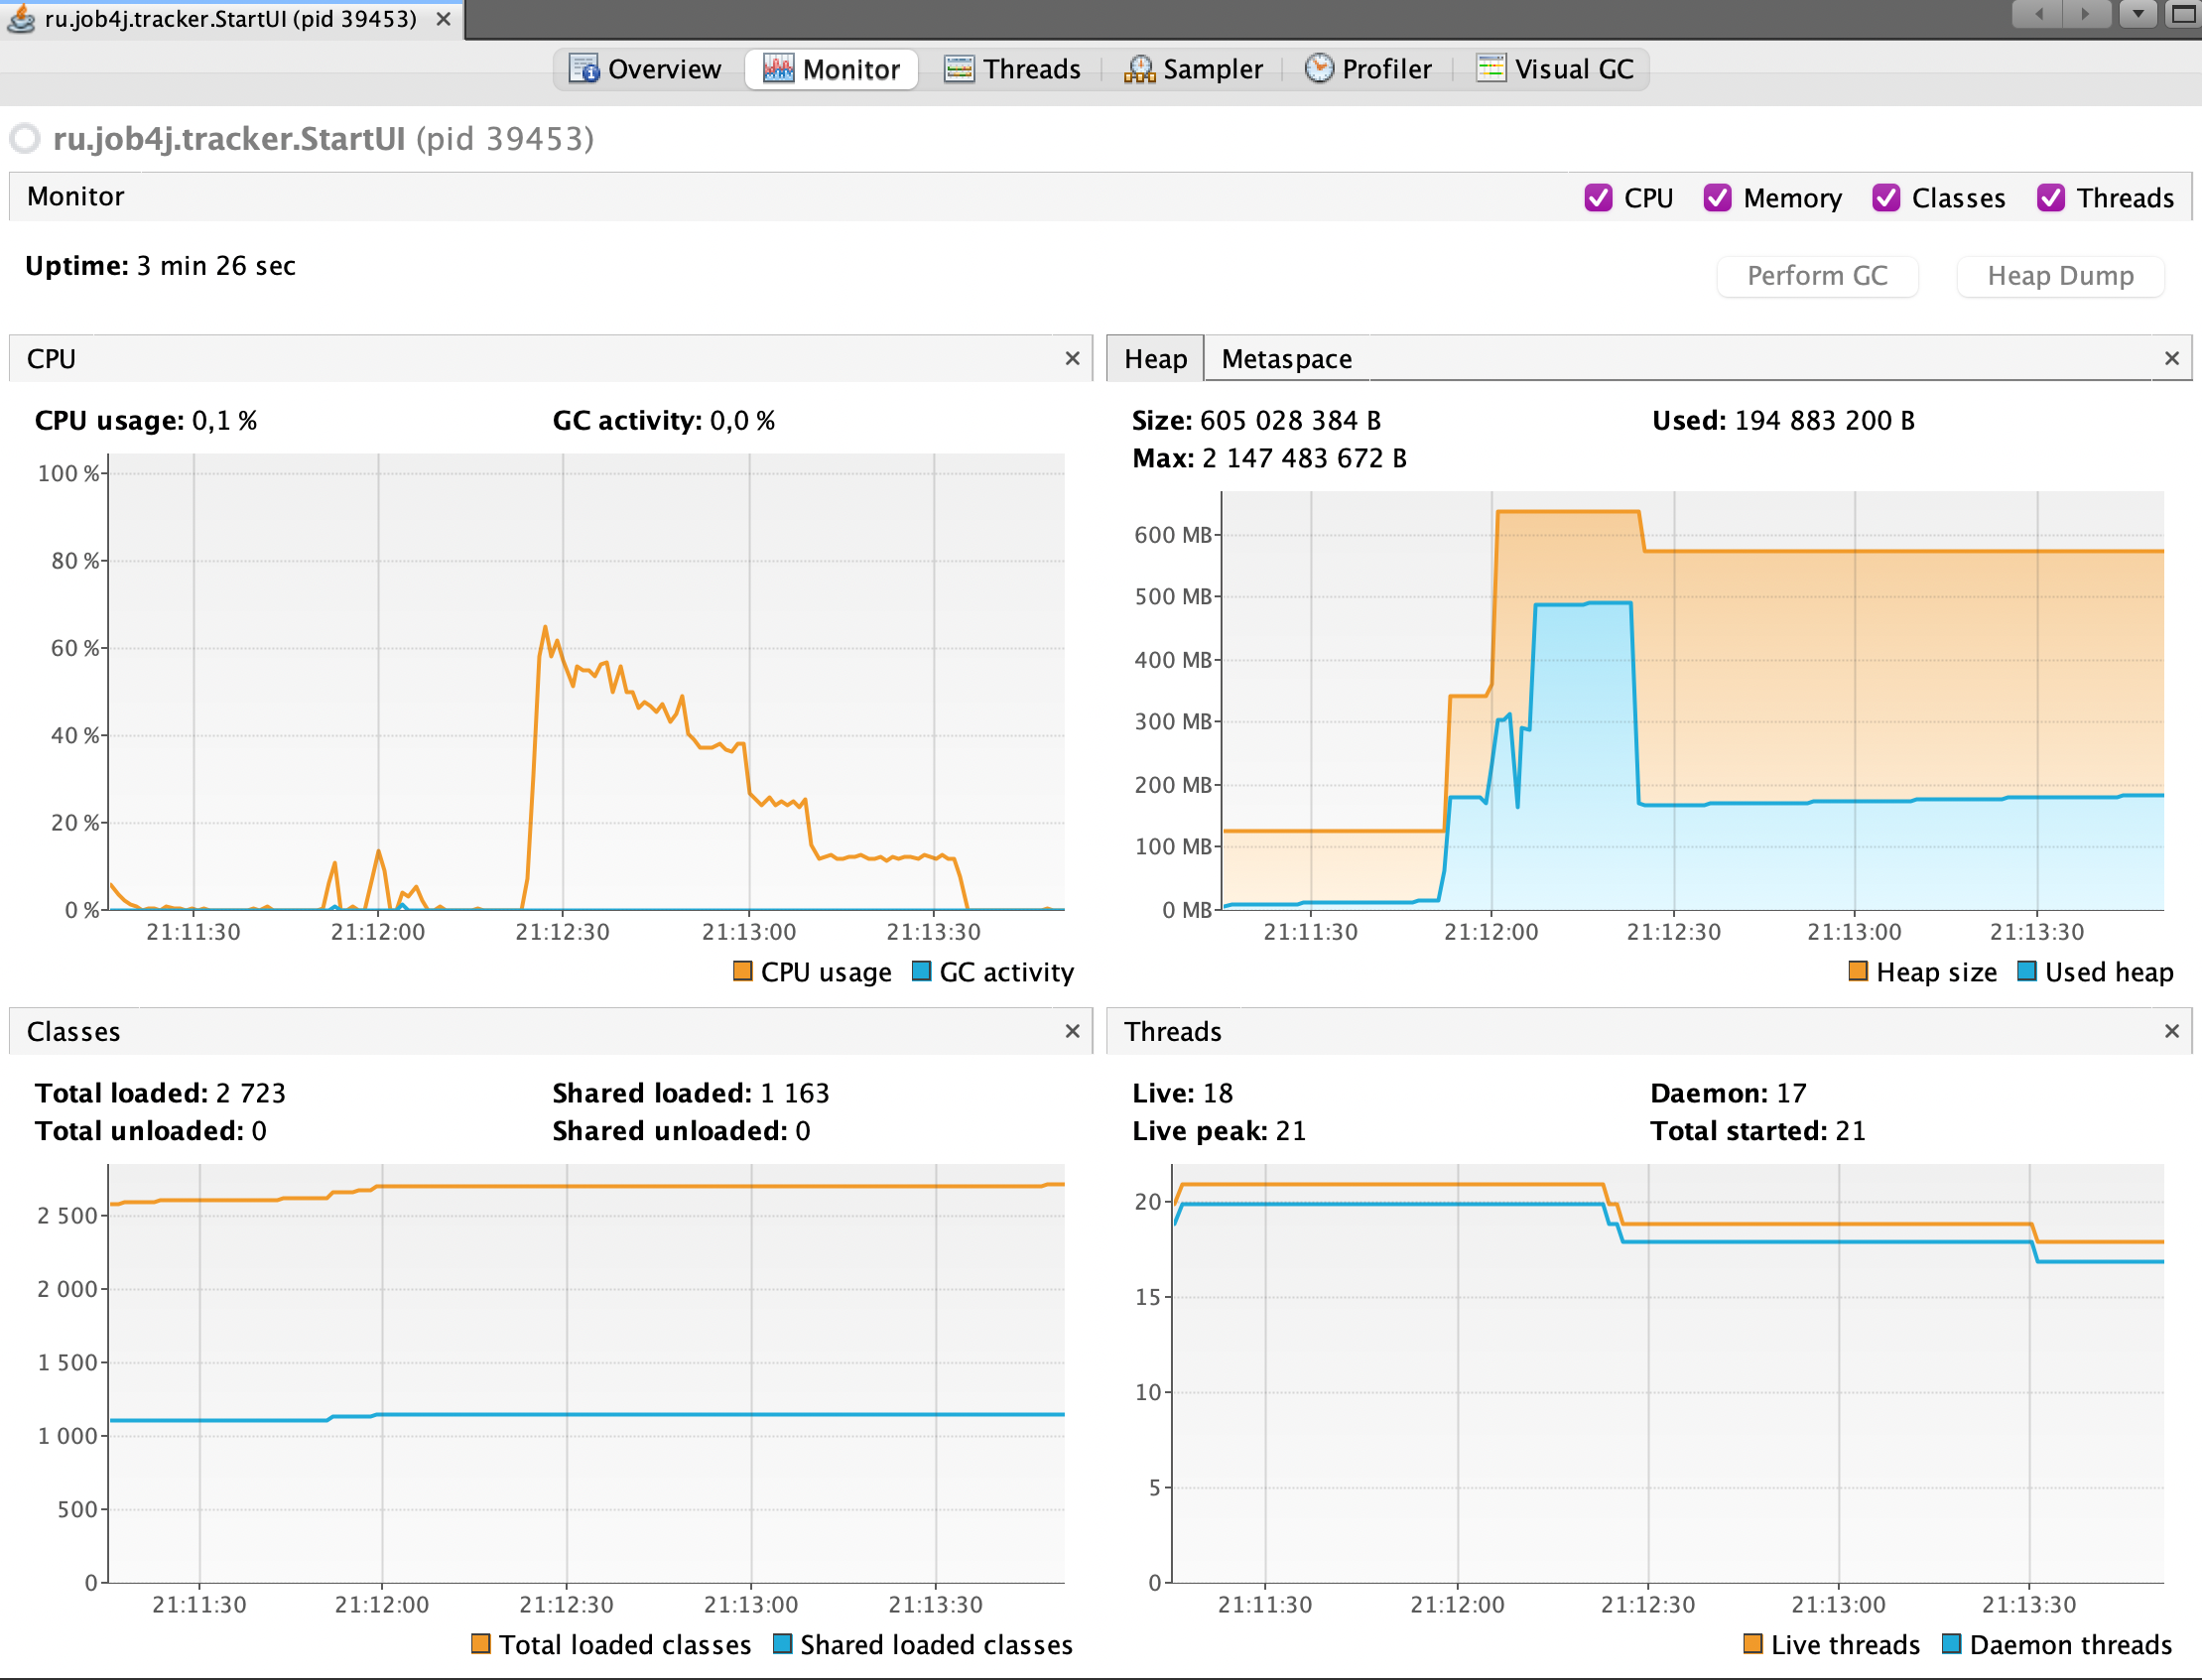 ru.job4j.tracker.StartUI (pid 39453)
Overview Monitor Threads Sampler Profiler Visual GC
ru.job4j.tracker.StartUI (pid 39453)
Monitor CPU Memory Classes Threads
Uptime: 3 min 26 sec
Perform GC Heap Dump
CPU
CPU usage: 0,1 % GC activity: 0,0 %
100 %
80 %
60 %
40 %
20 %
0 %
21:11:30 21:12:00 21:12:30 21:13:00 21:13:30
CPU usage GC activity
Heap Metaspace
Size: 605 028 384 B Used: 194 883 200 B
Max: 2 147 483 672 B
600 MB
500 MB
400 MB
300 MB
200 MB
100 MB
0 MB
21:11:30 21:12:00 21:12:30 21:13:00 21:13:30
Heap size Used heap
Classes
Total loaded: 2 723 Shared loaded: 1 163
Total unloaded: 0 Shared unloaded: 0
2 500
2 000
1 500
1 000
500
0
21:11:30 21:12:00 21:12:30 21:13:00 21:13:30
Total loaded classes Shared loaded classes
Threads
Live: 18 Daemon: 17
Live peak: 21 Total started: 21
20
15
10
5
0
21:11:30 21:12:00 21:12:30 21:13:00 21:13:30
Live threads Daemon threads